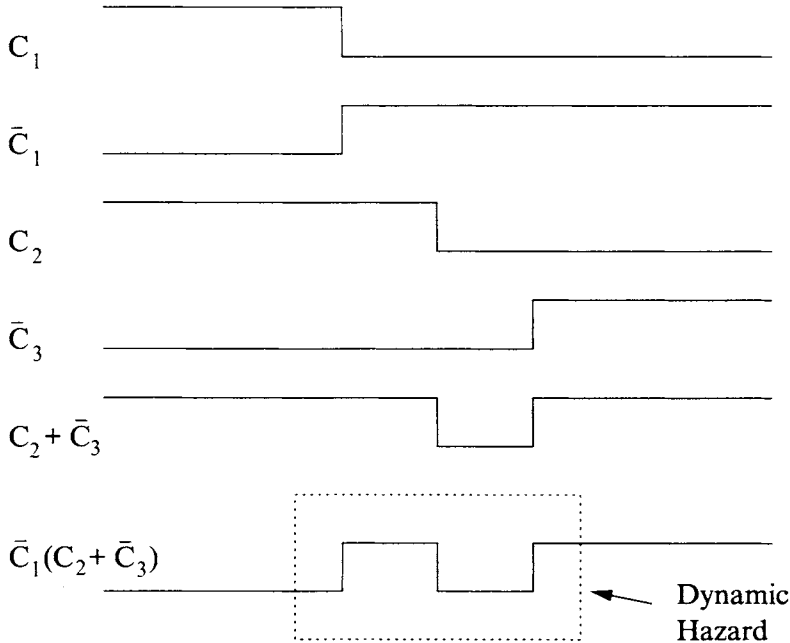 C₁
C̄₁
C₂
C̄₃
C₂ + C̄₃
C̄₁(C₂ + C̄₃)
Dynamic
Hazard